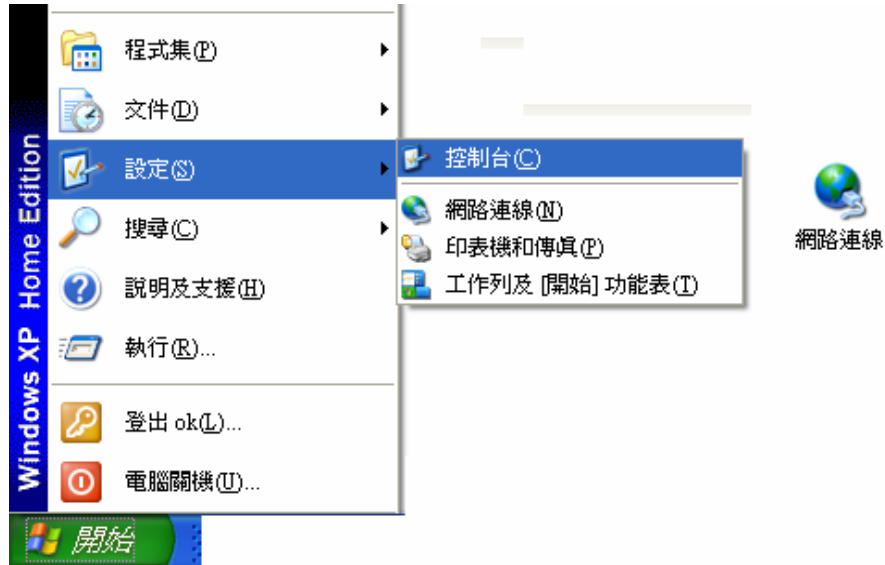 Windows XP Home Edition
程式集(P)
文件(D)
設定(S)
搜尋(C)
說明及支援(H)
執行(R)...
登出 ok(L)...
電腦關機(U)...
開始
控制台(C)
網路連線(N)
印表機和傳真(P)
工作列及 [開始] 功能表(T)
網路連線